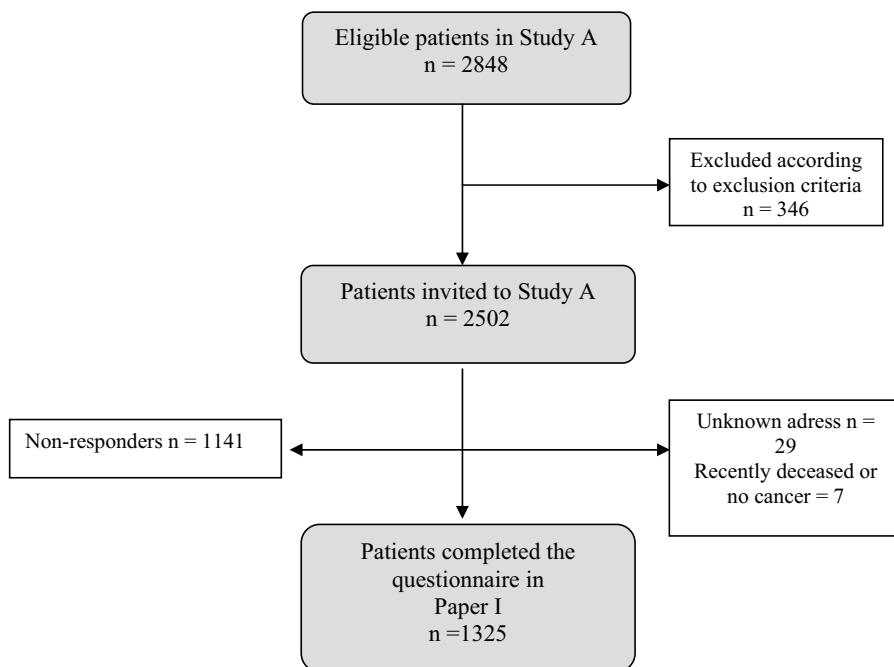 Eligible patients in Study A
n = 2848
Excluded according
to exclusion criteria
n = 346
Patients invited to Study A
n = 2502
Non-responders n = 1141
Unknown adress n =
29
Recently deceased or
no cancer = 7
Patients completed the
questionnaire in
Paper I
n =1325